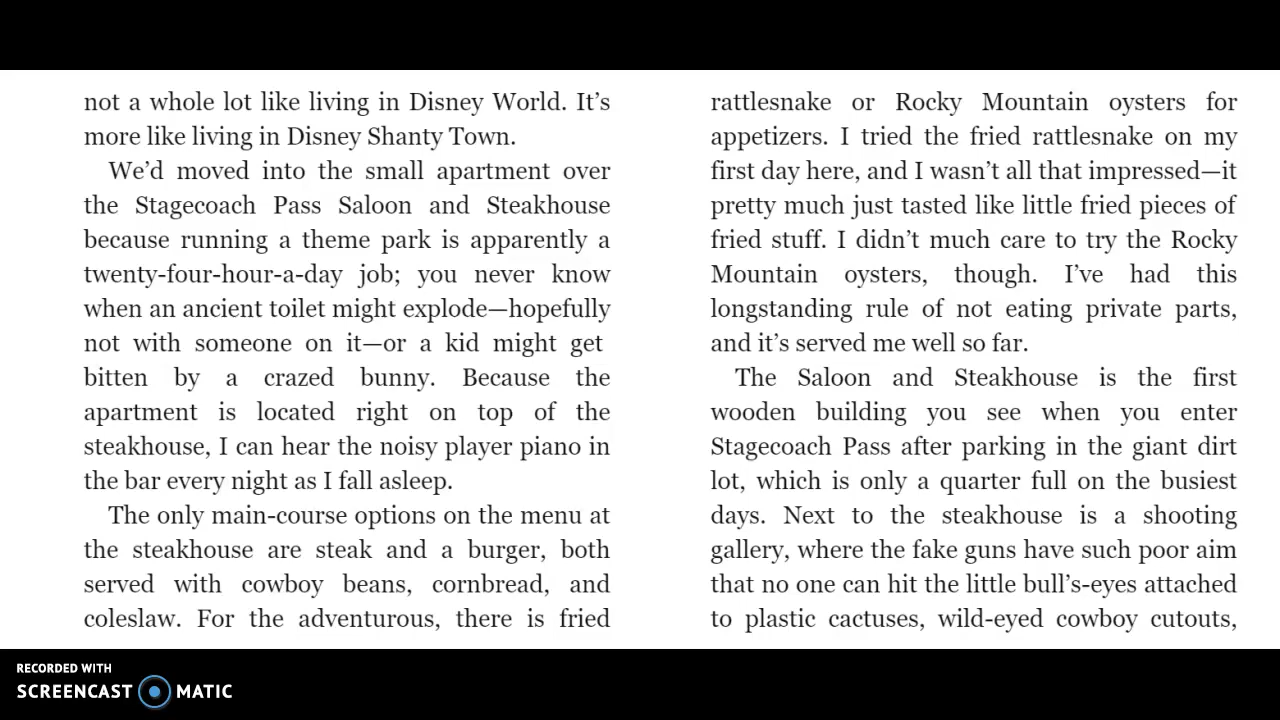 not a whole lot like living in Disney World. It’s
more like living in Disney Shanty Town.
We’d moved into the small apartment over
the Stagecoach Pass Saloon and Steakhouse
because running a theme park is apparently a
twenty-four-hour-a-day job; you never know
when an ancient toilet might explode—hopefully
not with someone on it—or a kid might get
bitten by a crazed bunny. Because the
apartment is located right on top of the
steakhouse, I can hear the noisy player piano in
the bar every night as I fall asleep.
The only main-course options on the menu at
the steakhouse are steak and a burger, both
served with cowboy beans, cornbread, and
coleslaw. For the adventurous, there is fried
rattlesnake or Rocky Mountain oysters for
appetizers. I tried the fried rattlesnake on my
first day here, and I wasn’t all that impressed—it
pretty much just tasted like little fried pieces of
fried stuff. I didn’t much care to try the Rocky
Mountain oysters, though. I’ve had this
longstanding rule of not eating private parts,
and it’s served me well so far.
The Saloon and Steakhouse is the first
wooden building you see when you enter
Stagecoach Pass after parking in the giant dirt
lot, which is only a quarter full on the busiest
days. Next to the steakhouse is a shooting
gallery, where the fake guns have such poor aim
that no one can hit the little bull’s-eyes attached
to plastic cactuses, wild-eyed cowboy cutouts,
RECORDED WITH
SCREENCAST MATIC